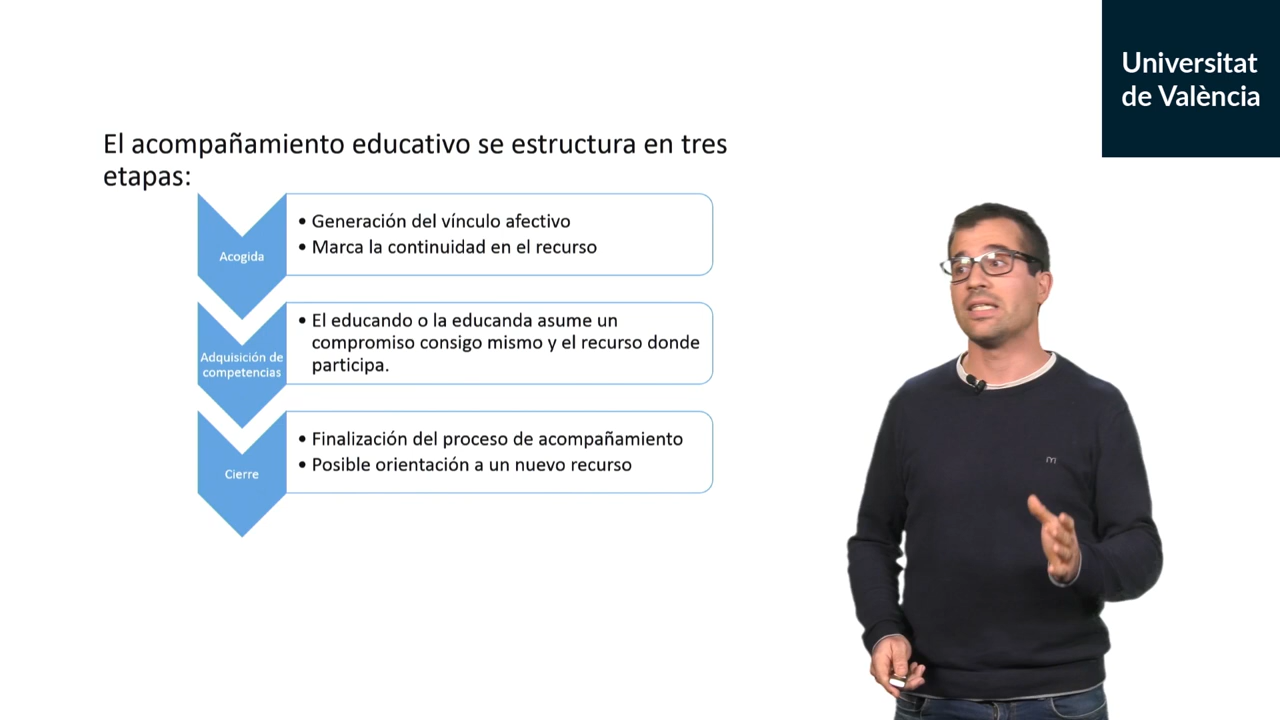 Universitat
de València
El acompañamiento educativo se estructura en tres
etapas:
Acogida
• Generación del vínculo afectivo
• Marca la continuidad en el recurso
Adquisición de
competencias
• El educando o la educanda asume un
compromiso consigo mismo y el recurso donde
participa.
Cierre
• Finalización del proceso de acompañamiento
• Posible orientación a un nuevo recurso
m